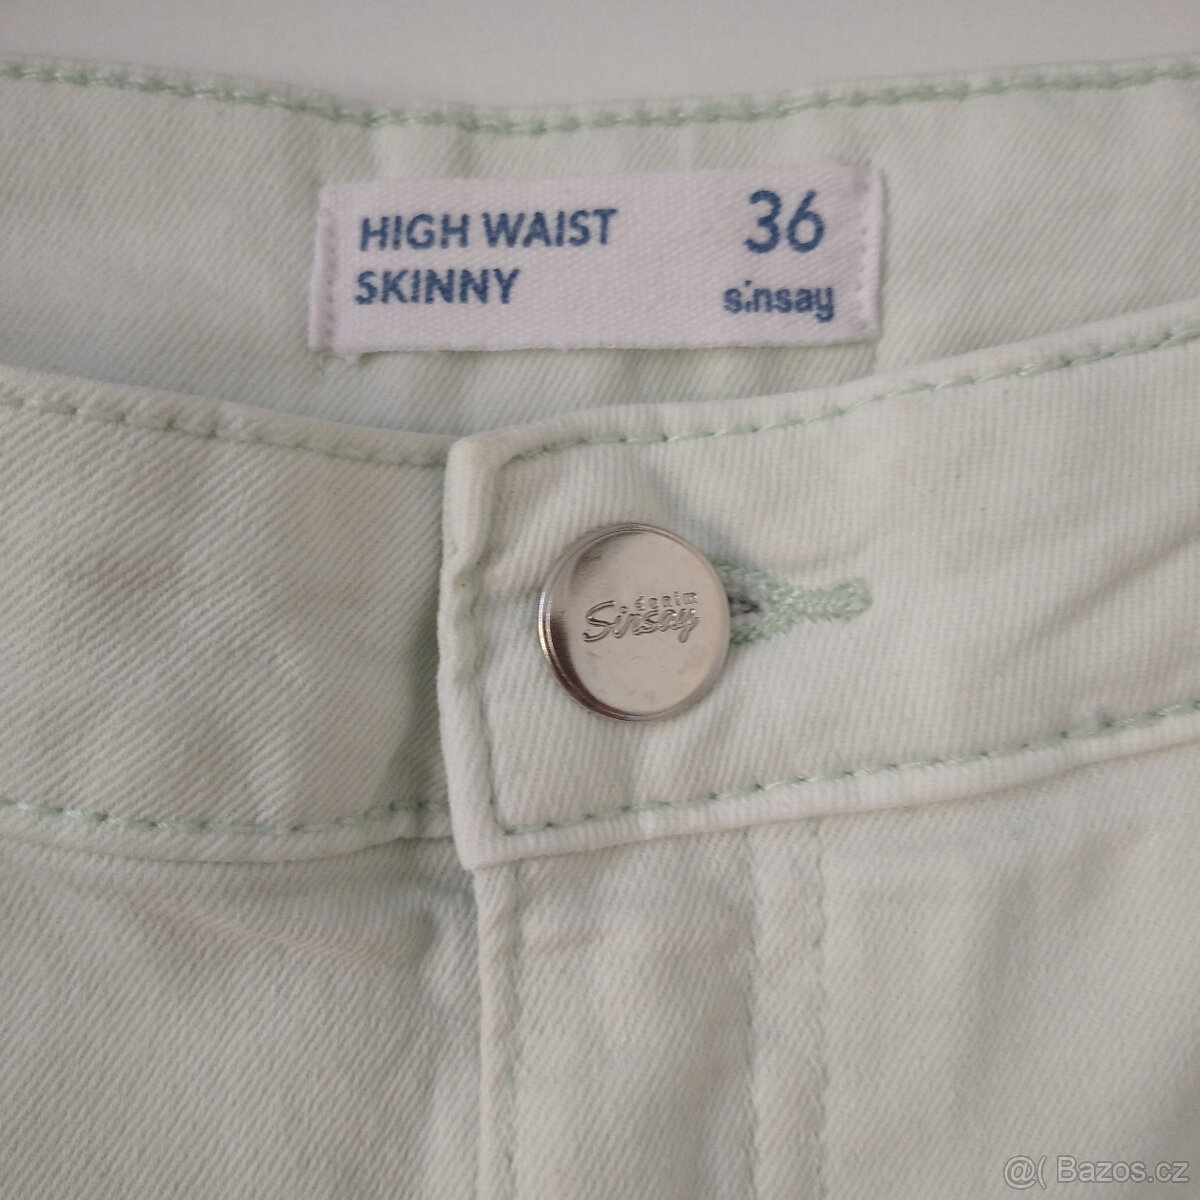 HIGH WAIST
SKINNY
36
sinsay
denim
Sinsay
@( Bazos.cz